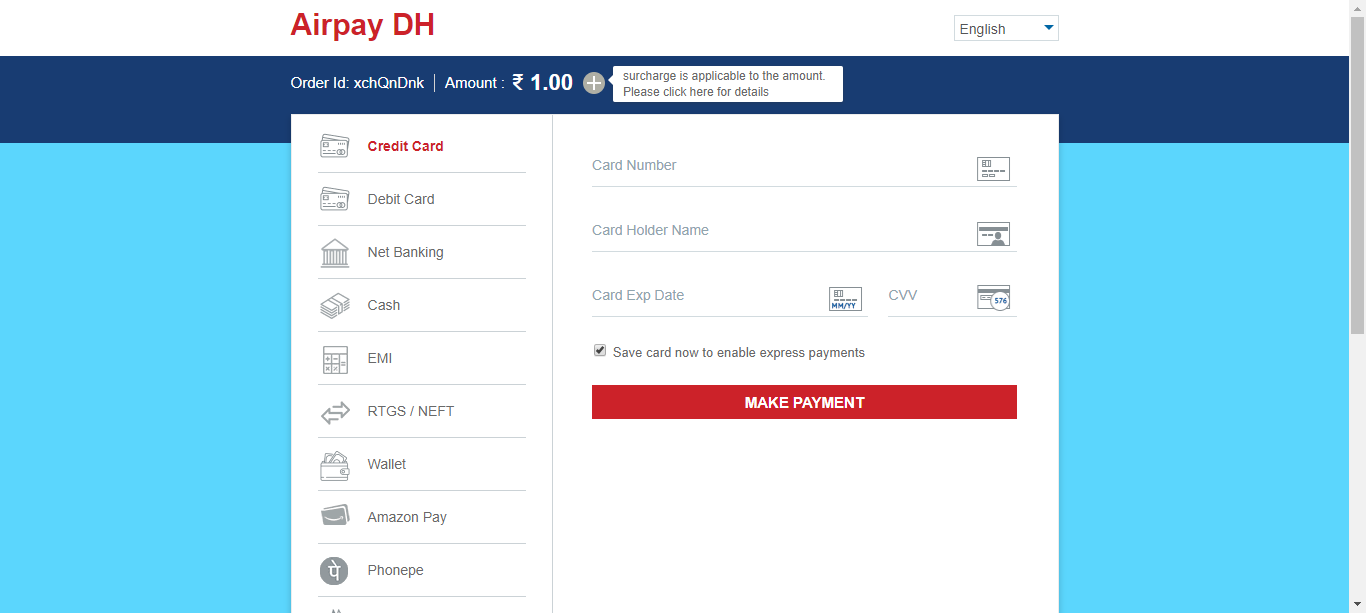 Airpay DH
English
Order Id: xchQnDnk | Amount : ₹ 1.00
surcharge is applicable to the amount.
Please click here for details
Credit Card
Debit Card
Net Banking
Cash
EMI
RTGS / NEFT
Wallet
Amazon Pay
Phonepe
Card Number
Card Holder Name
Card Exp Date
MM/YY
CVV
576
Save card now to enable express payments
MAKE PAYMENT